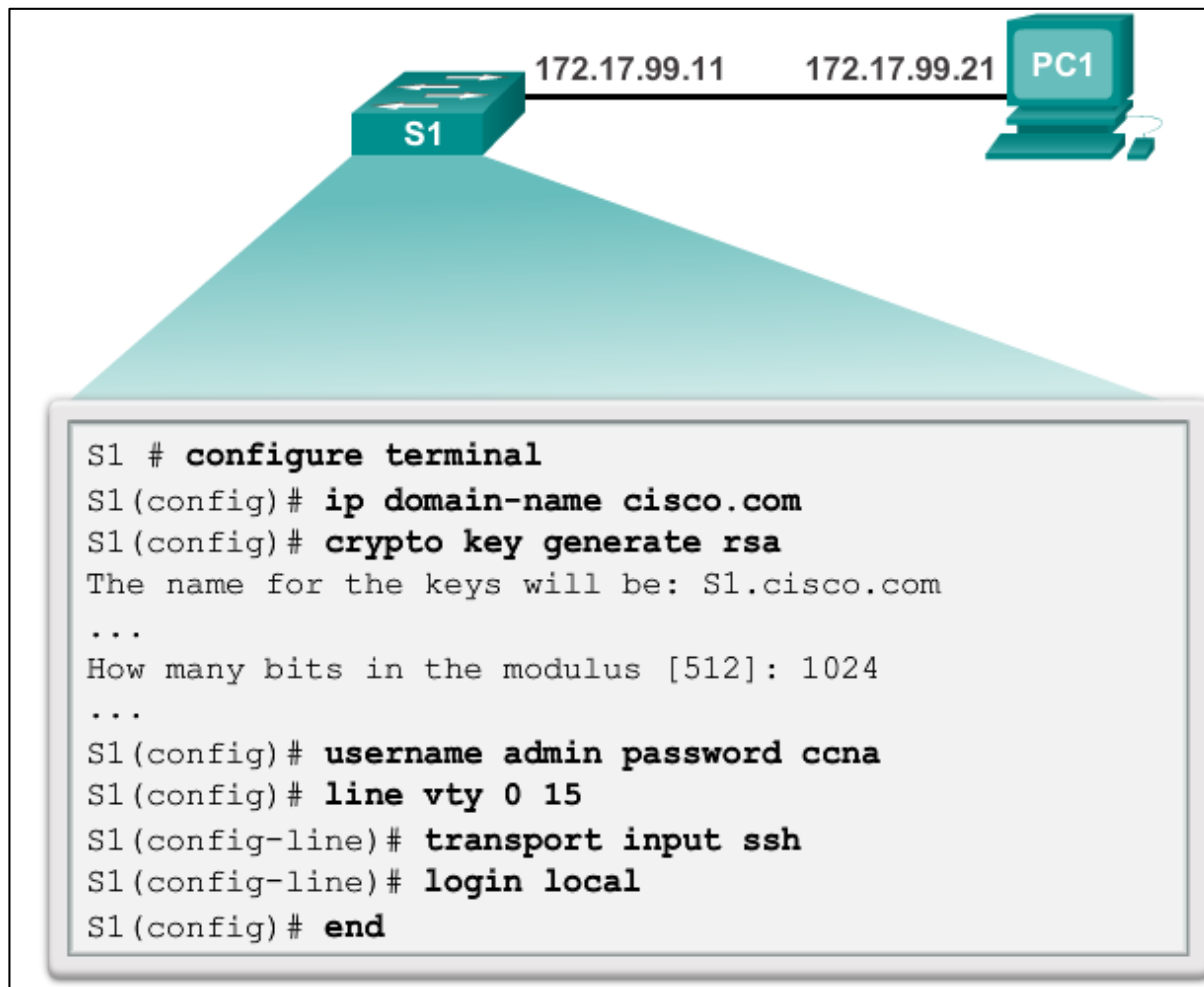 172.17.99.11 172.17.99.21 PC1
S1
S1 # configure terminal
S1(config)# ip domain-name cisco.com
S1(config)# crypto key generate rsa
The name for the keys will be: S1.cisco.com
...
How many bits in the modulus [512]: 1024
...
S1(config)# username admin password ccna
S1(config)# line vty 0 15
S1(config-line)# transport input ssh
S1(config-line)# login local
S1(config)# end